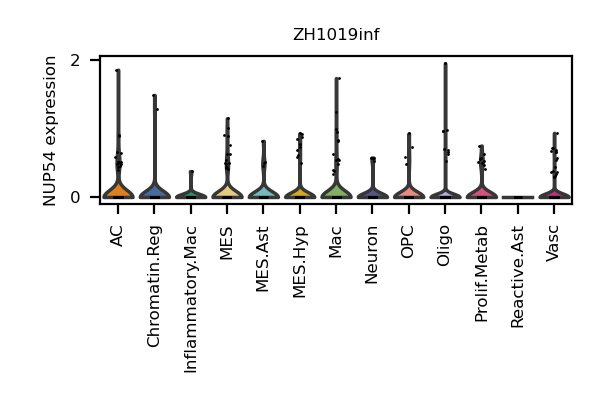 ZH1019inf
NUP54 expression
2
0
AC
Chromatin.Reg
Inflammatory.Mac
MES
MES.Ast
MES.Hyp
Mac
Neuron
OPC
Oligo
Prolif.Metab
Reactive.Ast
Vasc